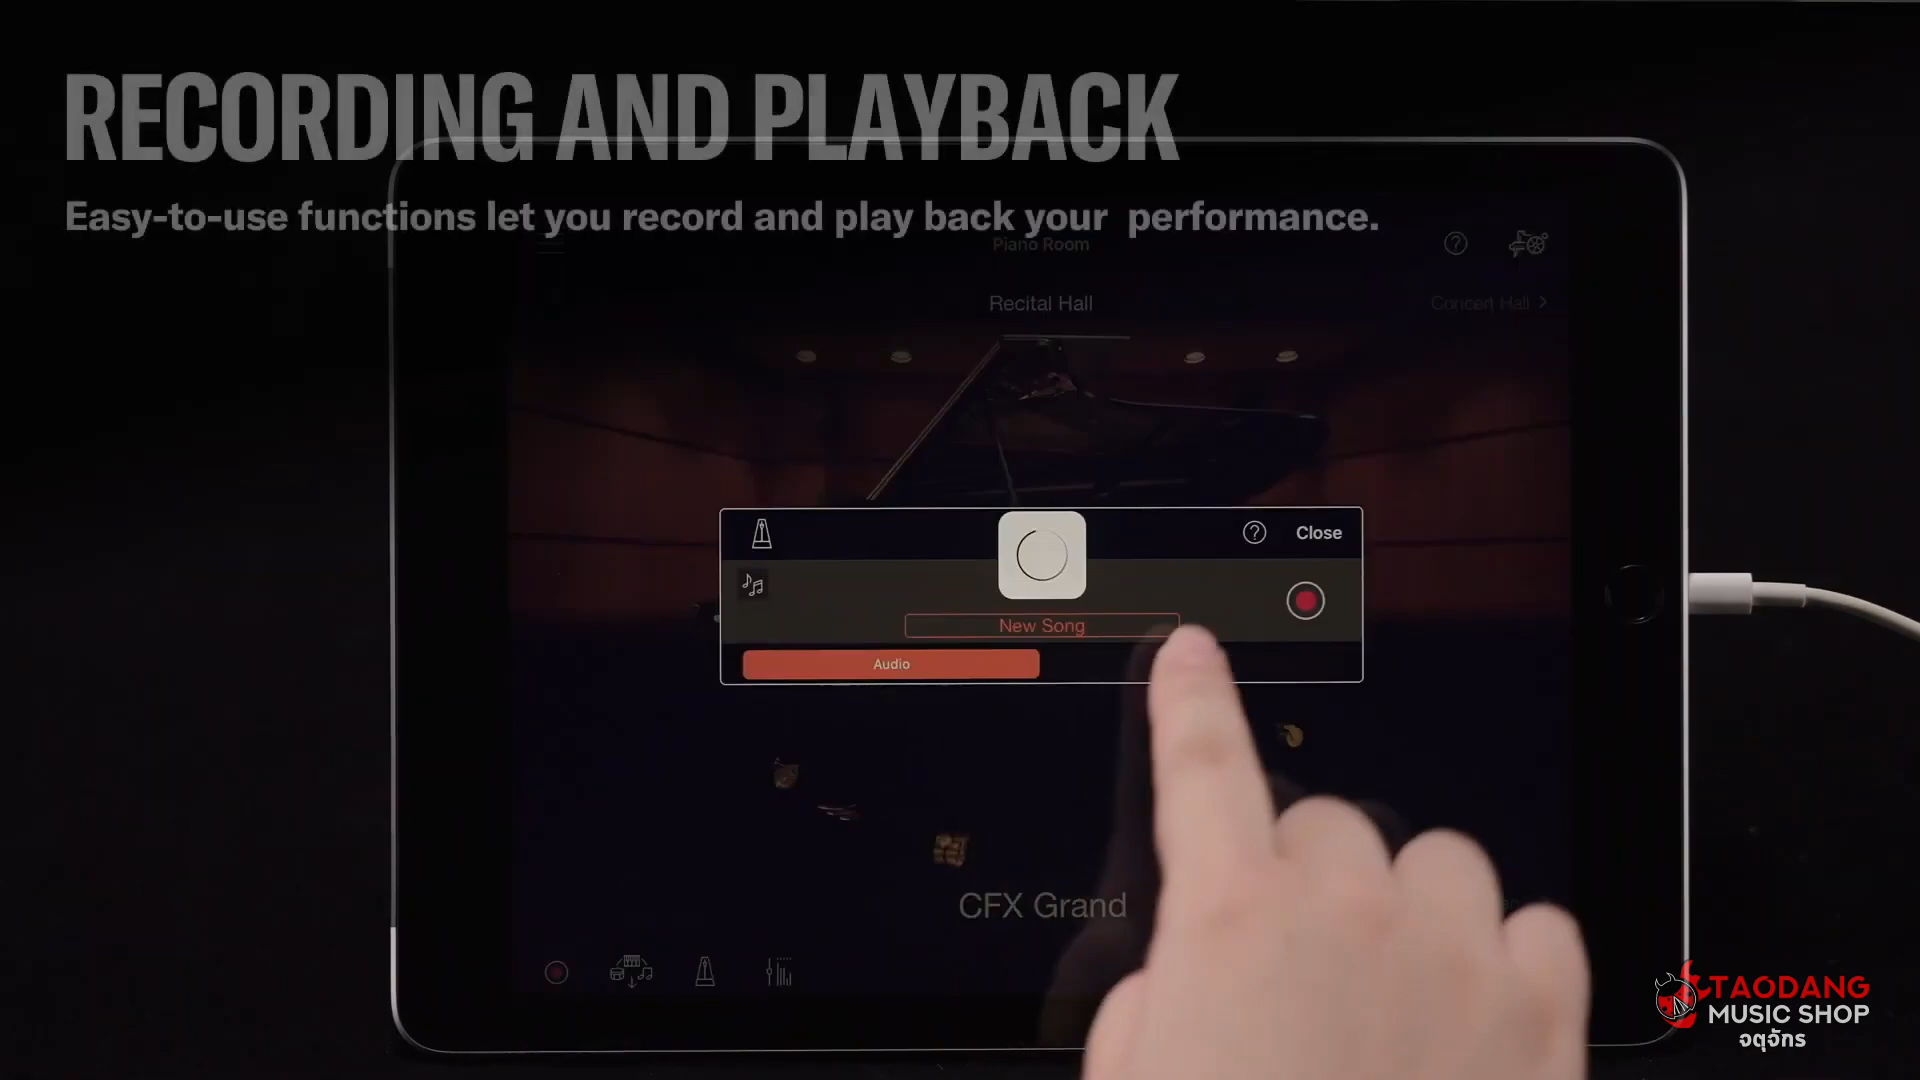 RECORDING AND PLAYBACK
Easy-to-use functions let you record and play back your performance.
Piano Room
Recital Hall
Concert Hall
Close
New Song
Audio
CFX Grand
TAODANG
MUSIC SHOP
จตุจักร